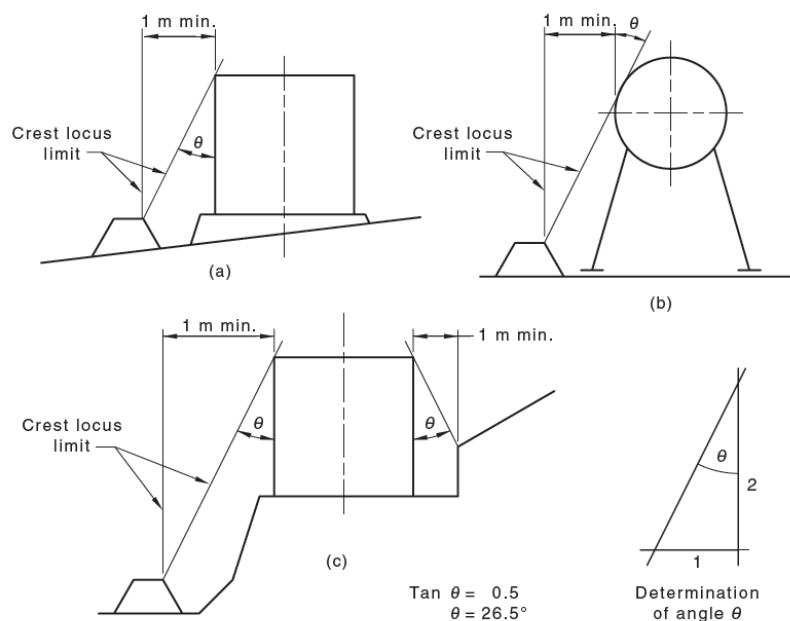 1 m min.
θ
Crest locus
limit
θ
(a)
1 m min.
θ
Crest locus
limit
(b)
1 m min.
1 m min.
Crest locus
limit
θ
θ
(c)
θ
2
1
Tan θ = 0.5
θ = 26.5°
Determination
of angle θ